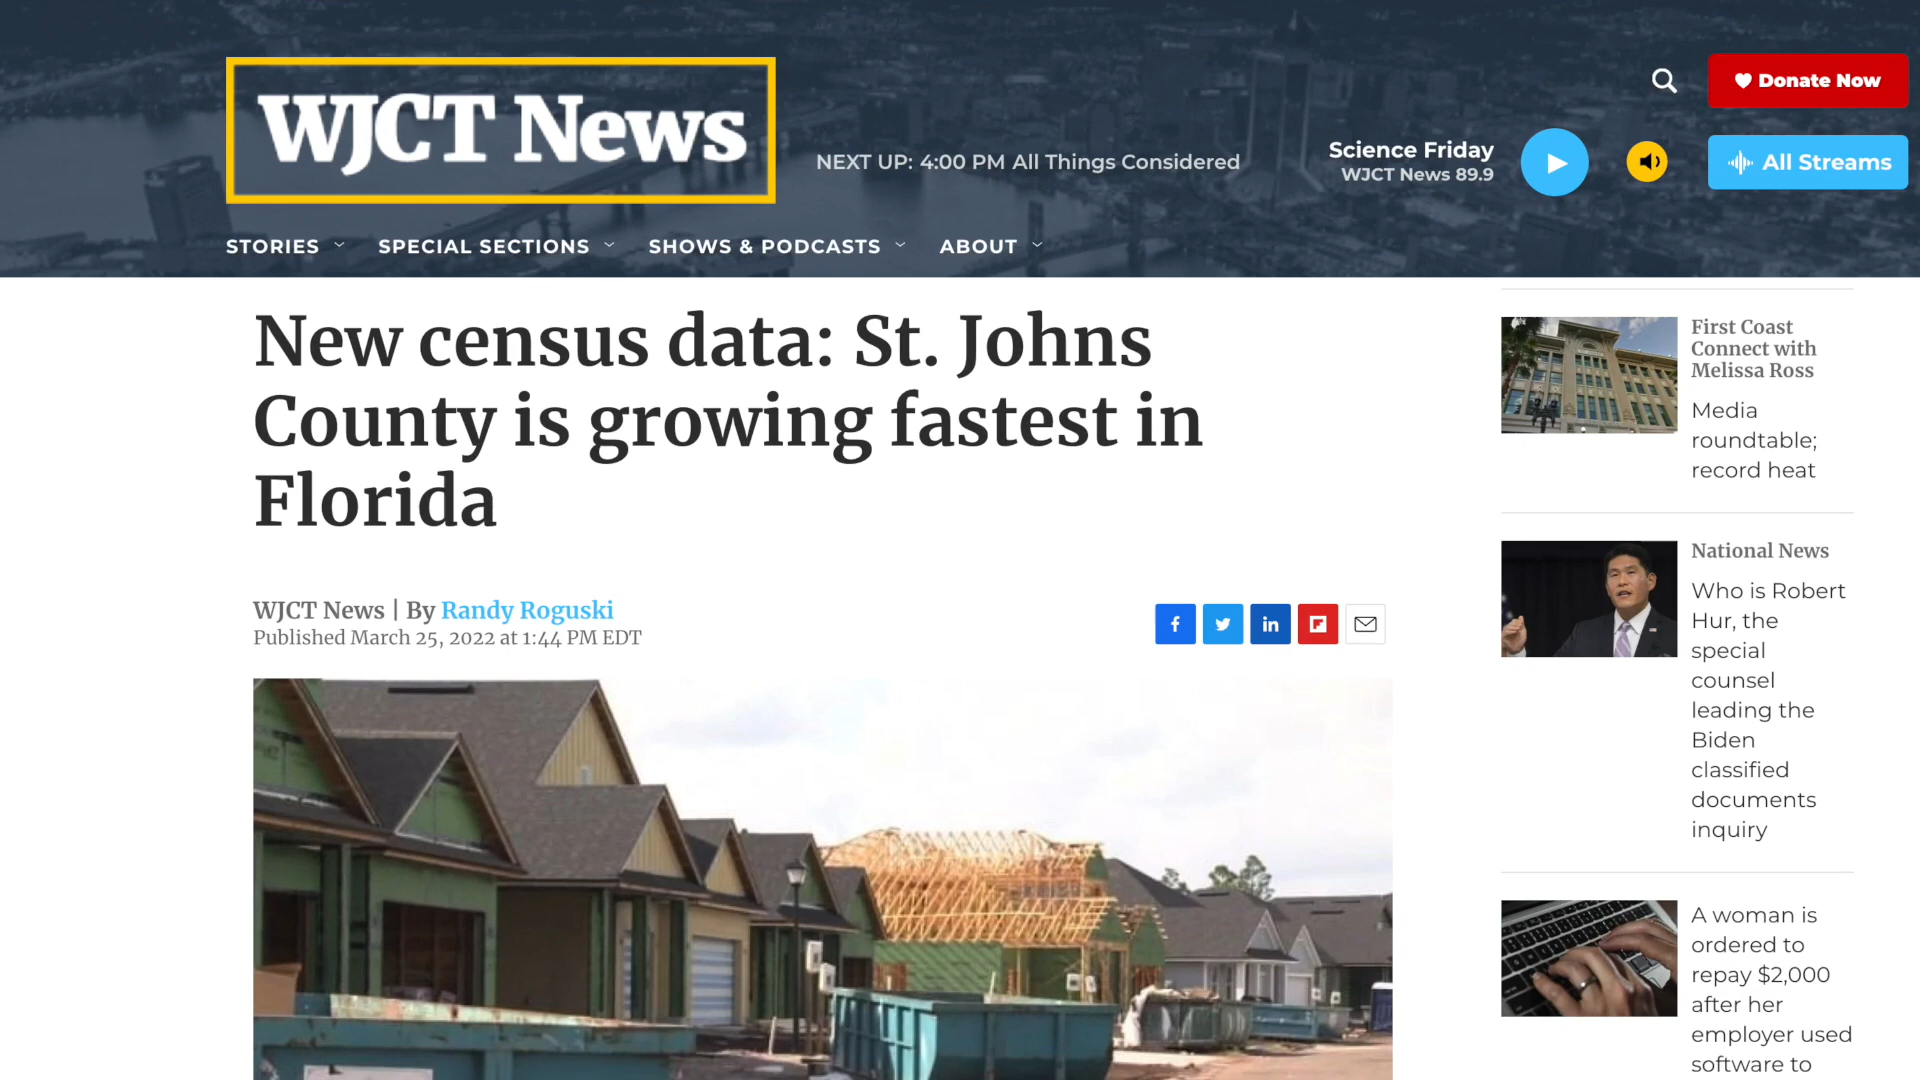 WJCT News
NEXT UP: 4:00 PM All Things Considered
Science Friday
WJCT News 89.9
Donate Now
All Streams
STORIES
SPECIAL SECTIONS
SHOWS & PODCASTS
ABOUT
New census data: St. Johns
County is growing fastest in
Florida
WJCT News | By Randy Roguski
Published March 25, 2022 at 1:44 PM EDT
First Coast
Connect with
Melissa Ross
Media
roundtable;
record heat
National News
Who is Robert
Hur, the
special
counsel
leading the
Biden
classified
documents
inquiry
A woman is
ordered to
repay $2,000
after her
employer used
software to